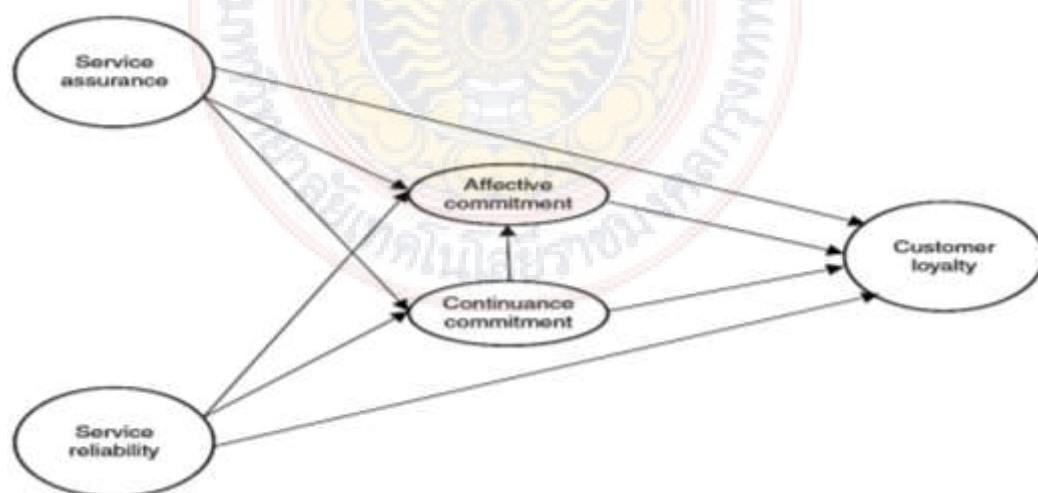 Service
assurance
Affective
commitment
Customer
loyalty
Continuance
commitment
Service
reliability